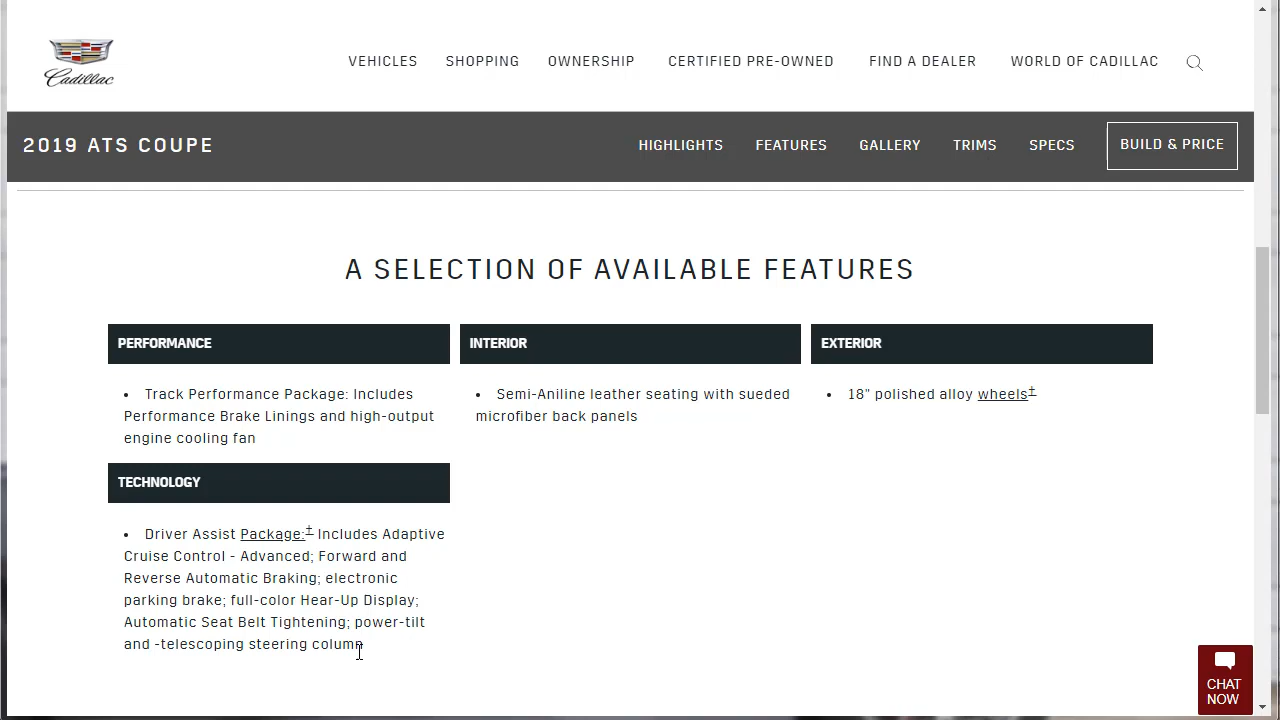 Cadillac
VEHICLES SHOPPING OWNERSHIP CERTIFIED PRE-OWNED FIND A DEALER WORLD OF CADILLAC
2019 ATS COUPE
HIGHLIGHTS FEATURES GALLERY TRIMS SPECS BUILD & PRICE
A SELECTION OF AVAILABLE FEATURES
PERFORMANCE
• Track Performance Package: Includes
Performance Brake Linings and high-output
engine cooling fan
INTERIOR
• Semi-Aniline leather seating with sueded
microfiber back panels
EXTERIOR
• 18" polished alloy wheels‡
TECHNOLOGY
• Driver Assist Package:‡ Includes Adaptive
Cruise Control - Advanced; Forward and
Reverse Automatic Braking; electronic
parking brake; full-color Hear-Up Display;
Automatic Seat Belt Tightening; power-tilt
and -telescoping steering column
CHAT
NOW